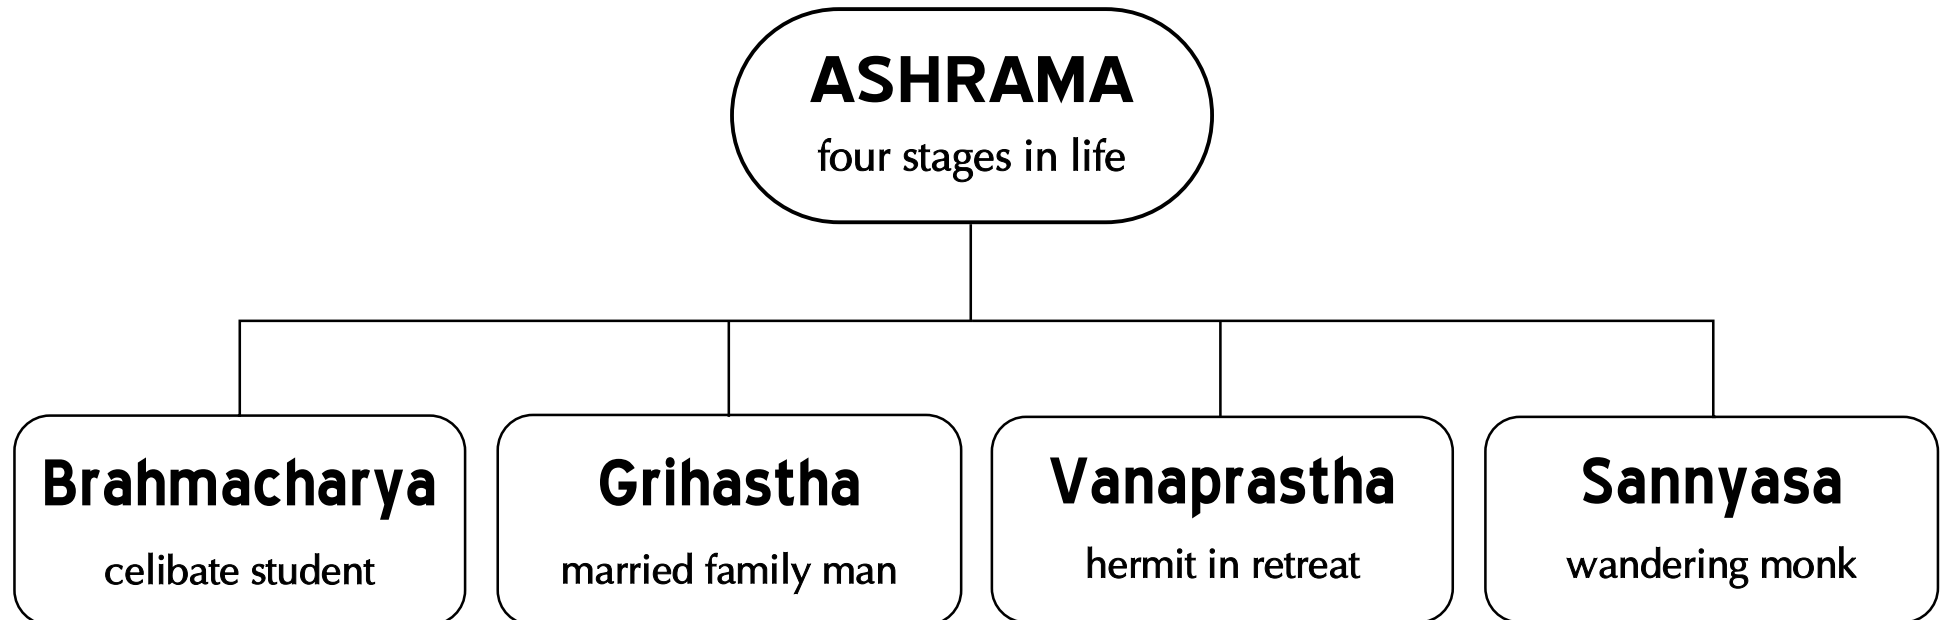 ASHRAMA
four stages in life
Brahmacharya
celibate student
Grihastha
married family man
Vanaprastha
hermit in retreat
Sannyasa
wandering monk